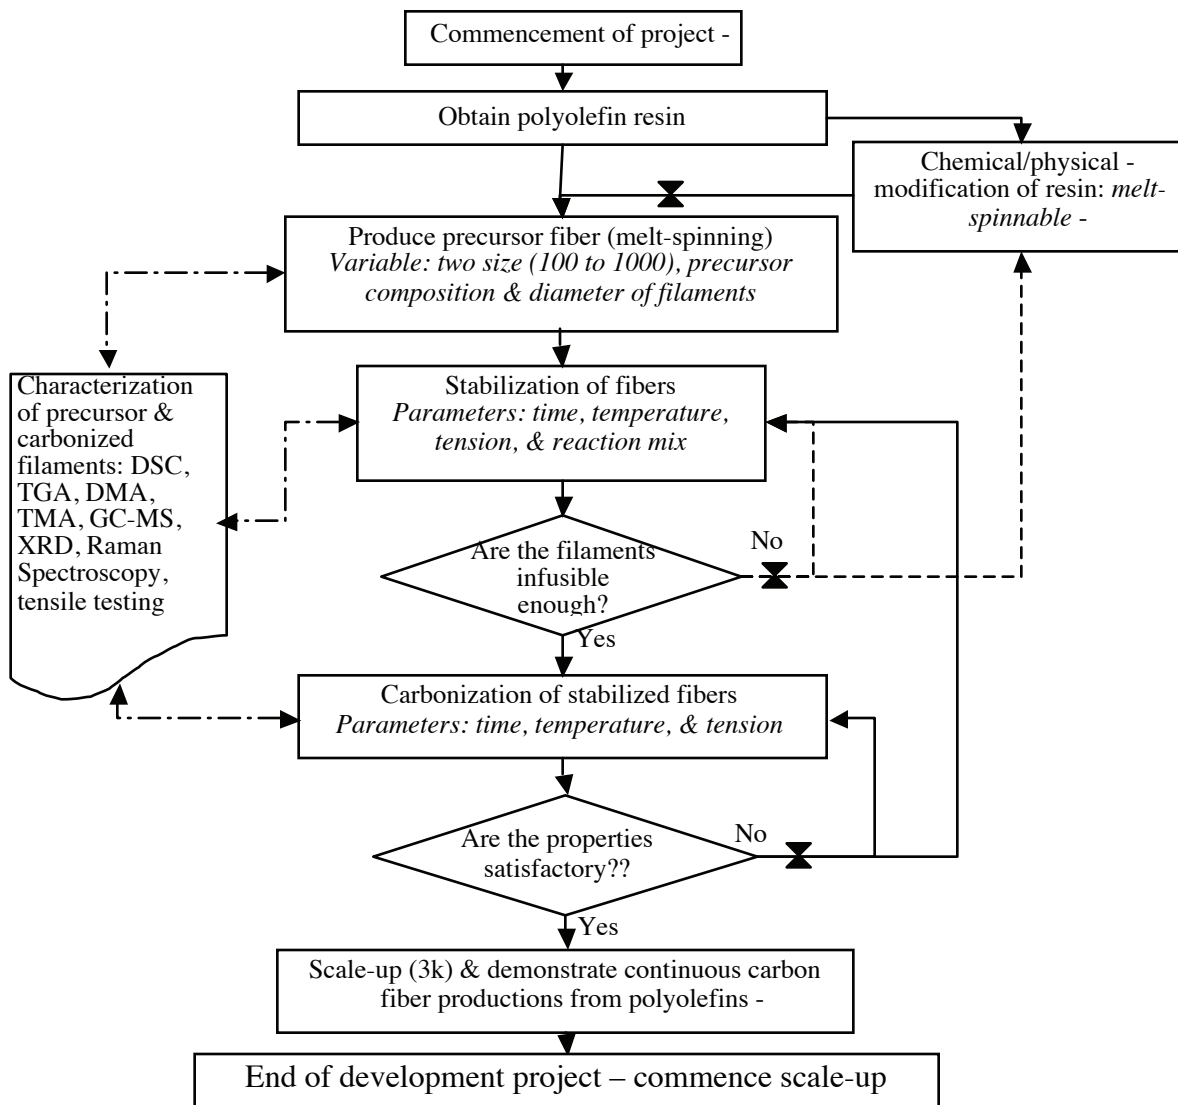 Commencement of project -
Obtain polyolefin resin
Chemical/physical -
modification of resin: melt-
spinnable -
Produce precursor fiber (melt-spinning)
Variable: two size (100 to 1000), precursor
composition & diameter of filaments
Characterization
of precursor &
carbonized
filaments: DSC,
TGA, DMA,
TMA, GC-MS,
XRD, Raman
Spectroscopy,
tensile testing
Stabilization of fibers
Parameters: time, temperature,
tension, & reaction mix
Are the filaments
infusible
enough?
No
Yes
Carbonization of stabilized fibers
Parameters: time, temperature, & tension
Are the properties
satisfactory??
No
Yes
Scale-up (3k) & demonstrate continuous carbon
fiber productions from polyolefins -
End of development project – commence scale-up